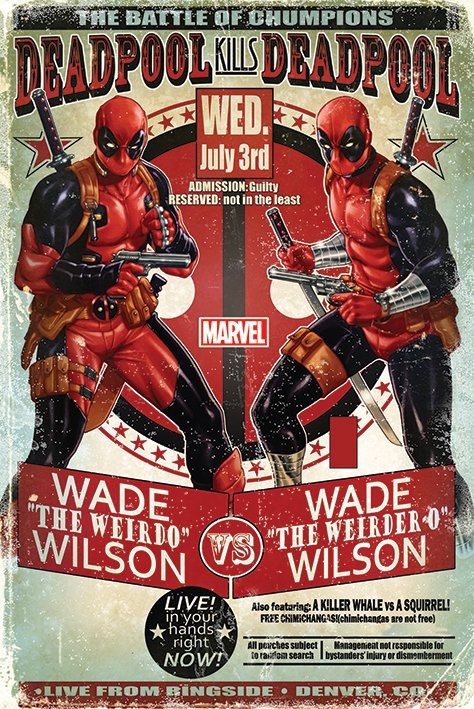 THE BATTLE OF CHUMPIONS
DEADPOOL KILLS DEADPOOL
WED.
July 3rd
ADMISSION: Guilty
RESERVED: not in the least
MARVEL
WADE
"THE WEIRDO"
WILSON
VS
WADE
"THE WEIRDER-O"
WILSON
LIVE!
in your
hands
right
NOW!
Also featuring: A KILLER WHALE vs A SQUIRREL!
FREE CHIMICHANGAS!(chimichangas are not free)
All pouches subject
to random search
Management not responsible for
bystanders' injury or dismemberment
•LIVE FROM RINGSIDE • DENVER, CO!•